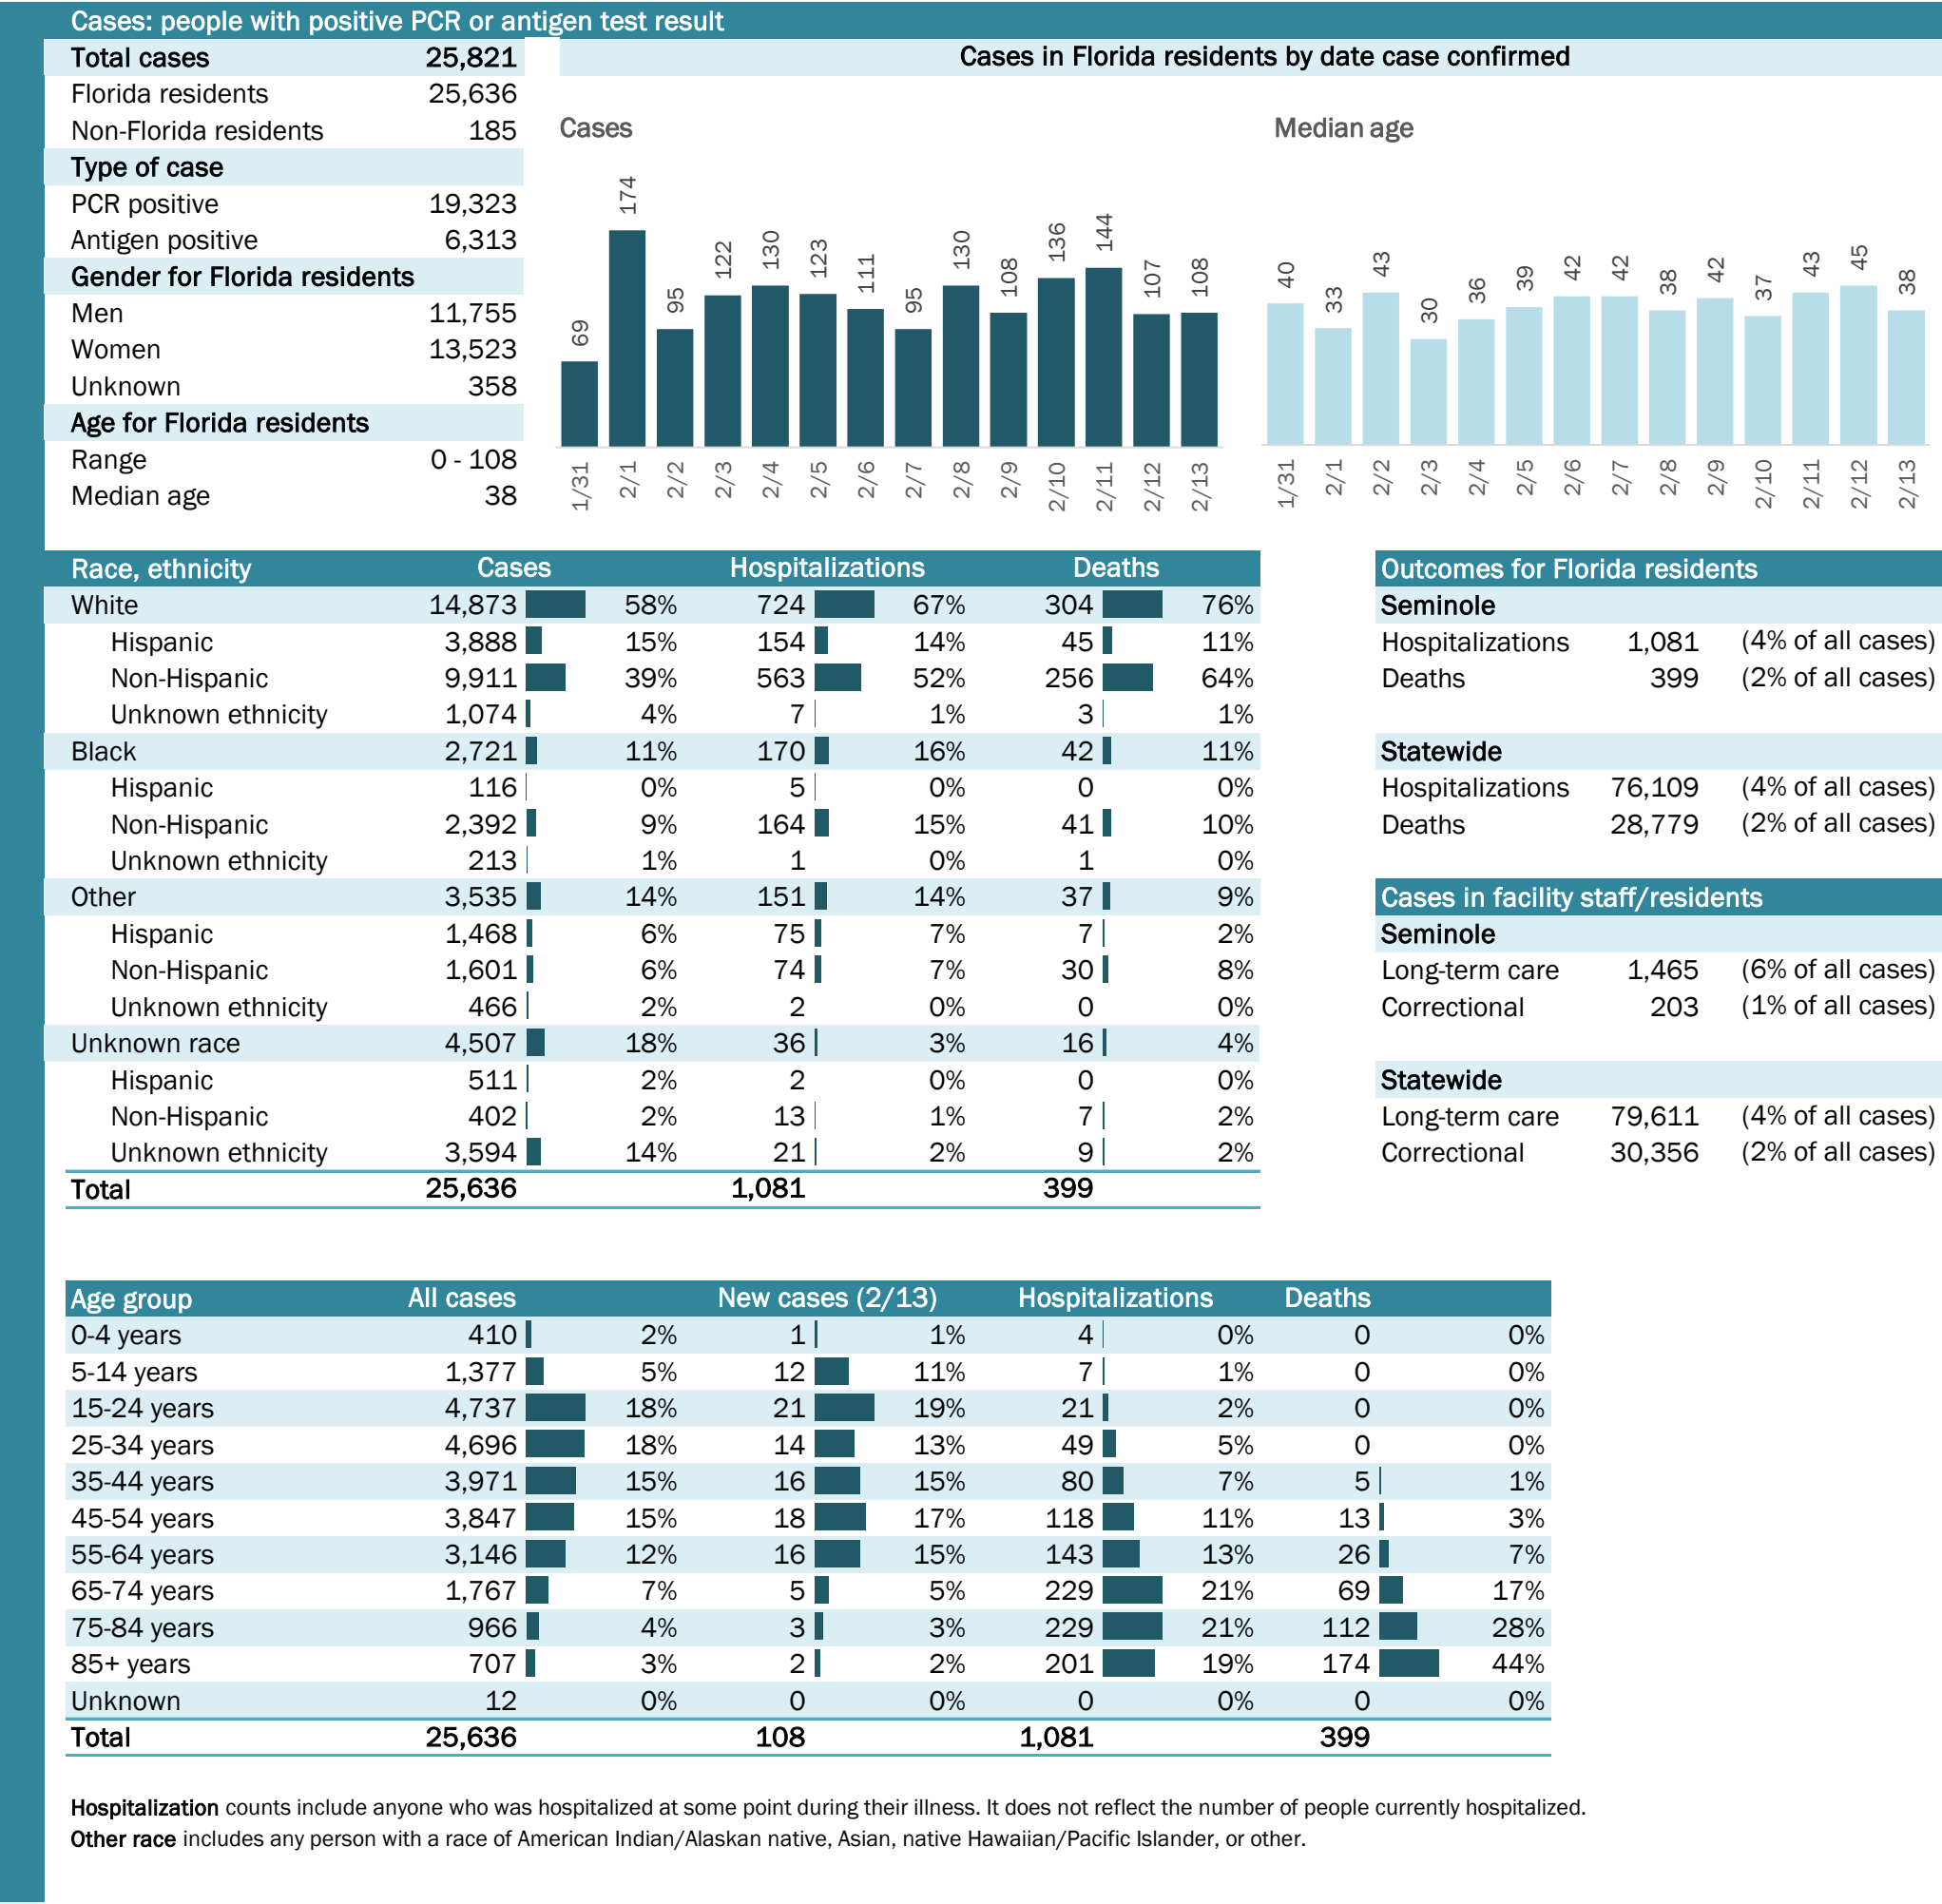 Cases: people with positive PCR or antigen test result
Total cases 25,821
Florida residents 25,636
Non-Florida residents 185
Type of case
PCR positive 19,323
Antigen positive 6,313
Gender for Florida residents
Men 11,755
Women 13,523
Unknown 358
Age for Florida residents
Range 0 - 108
Median age 38
Cases in Florida residents by date case confirmed
Cases
69 174 95 122 130 123 111 95 130 108 136 144 107 108
1/31 2/1 2/2 2/3 2/4 2/5 2/6 2/7 2/8 2/9 2/10 2/11 2/12 2/13
Median age
40 33 43 30 36 39 42 42 38 42 37 43 45 38
1/31 2/1 2/2 2/3 2/4 2/5 2/6 2/7 2/8 2/9 2/10 2/11 2/12 2/13
Race, ethnicity Cases Hospitalizations Deaths
White 14,873 58% 724 67% 304 76%
Hispanic 3,888 15% 154 14% 45 11%
Non-Hispanic 9,911 39% 563 52% 256 64%
Unknown ethnicity 1,074 4% 7 1% 3 1%
Black 2,721 11% 170 16% 42 11%
Hispanic 116 0% 5 0% 0 0%
Non-Hispanic 2,392 9% 164 15% 41 10%
Unknown ethnicity 213 1% 1 0% 1 0%
Other 3,535 14% 151 14% 37 9%
Hispanic 1,468 6% 75 7% 7 2%
Non-Hispanic 1,601 6% 74 7% 30 8%
Unknown ethnicity 466 2% 2 0% 0 0%
Unknown race 4,507 18% 36 3% 16 4%
Hispanic 511 2% 2 0% 0 0%
Non-Hispanic 402 2% 13 1% 7 2%
Unknown ethnicity 3,594 14% 21 2% 9 2%
Total 25,636 1,081 399
Outcomes for Florida residents
Seminole
Hospitalizations 1,081 (4% of all cases)
Deaths 399 (2% of all cases)
Statewide
Hospitalizations 76,109 (4% of all cases)
Deaths 28,779 (2% of all cases)
Cases in facility staff/residents
Seminole
Long-term care 1,465 (6% of all cases)
Correctional 203 (1% of all cases)
Statewide
Long-term care 79,611 (4% of all cases)
Correctional 30,356 (2% of all cases)
Age group All cases New cases (2/13) Hospitalizations Deaths
0-4 years 410 2% 1 1% 4 0% 0 0%
5-14 years 1,377 5% 12 11% 7 1% 0 0%
15-24 years 4,737 18% 21 19% 21 2% 0 0%
25-34 years 4,696 18% 14 13% 49 5% 0 0%
35-44 years 3,971 15% 16 15% 80 7% 5 1%
45-54 years 3,847 15% 18 17% 118 11% 13 3%
55-64 years 3,146 12% 16 15% 143 13% 26 7%
65-74 years 1,767 7% 5 5% 229 21% 69 17%
75-84 years 966 4% 3 3% 229 21% 112 28%
85+ years 707 3% 2 2% 201 19% 174 44%
Unknown 12 0% 0 0% 0 0% 0 0%
Total 25,636 108 1,081 399
Hospitalization counts include anyone who was hospitalized at some point during their illness. It does not reflect the number of people currently hospitalized.
Other race includes any person with a race of American Indian/Alaskan native, Asian, native Hawaiian/Pacific Islander, or other.